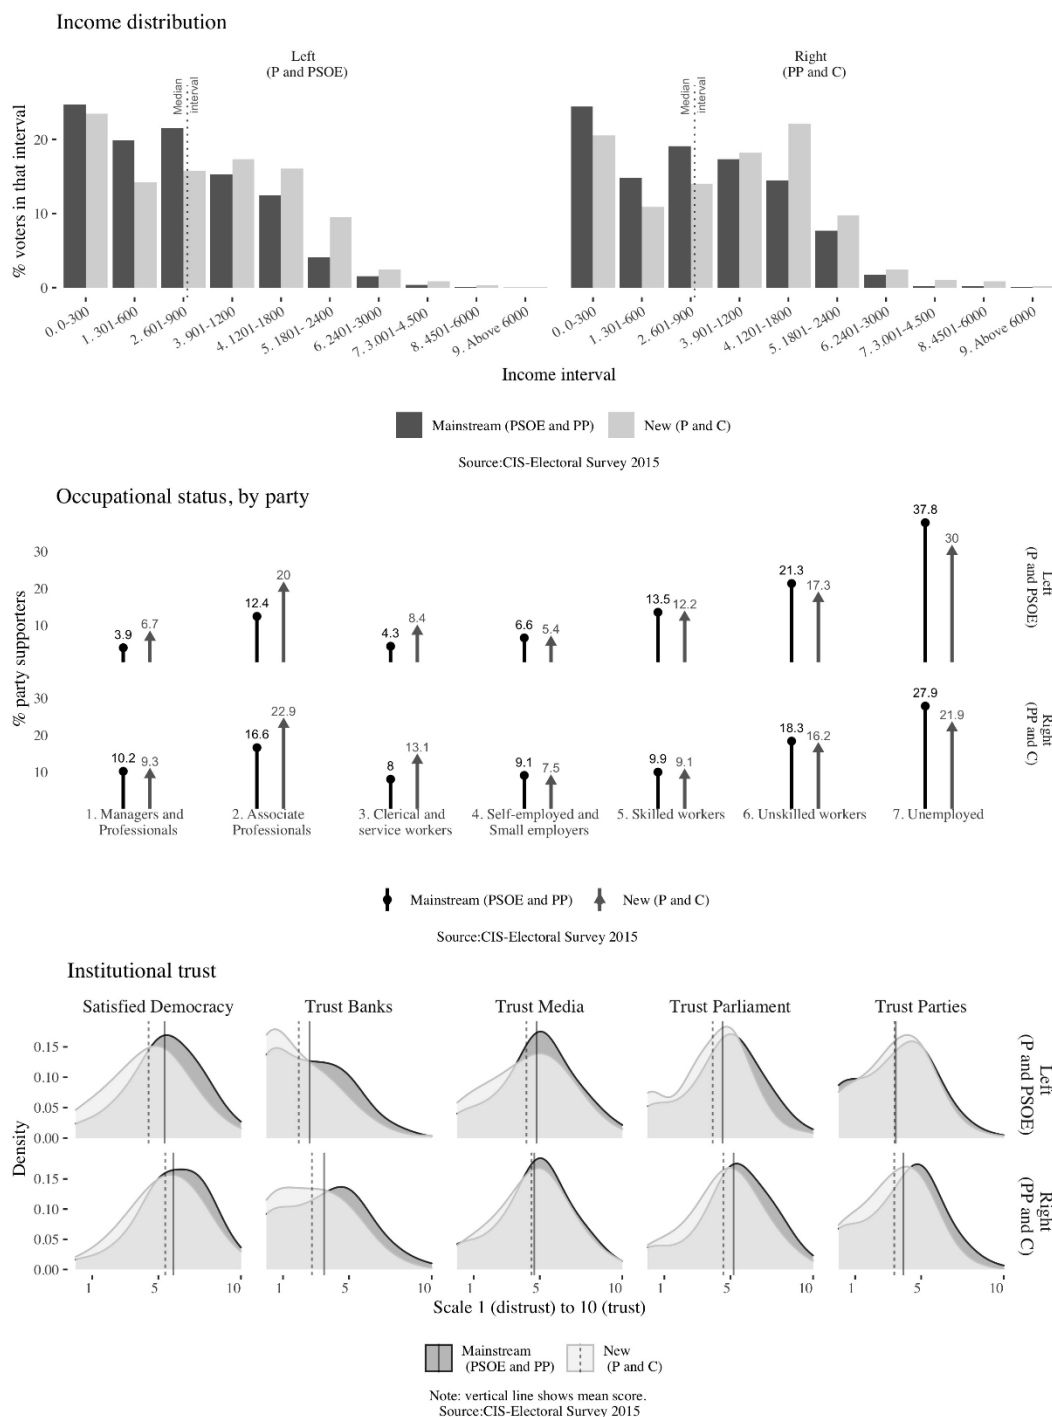 Income distribution
Left
(P and PSOE)
Right
(PP and C)
% voters in that interval
Median
interval
Median
interval
20
10
0
0. 0-300
1. 301-600
2. 601-900
3. 901-1200
4. 1201-1800
5. 1801- 2400
6. 2401-3000
7. 3.001-4.500
8. 4501-6000
9. Above 6000
0. 0-300
1. 301-600
2. 601-900
3. 901-1200
4. 1201-1800
5. 1801- 2400
6. 2401-3000
7. 3.001-4.500
8. 4501-6000
9. Above 6000
Income interval
Mainstream (PSOE and PP)
New (P and C)
Source:CIS-Electoral Survey 2015
Occupational status, by party
% party supporters
30
20
10
3.9
6.7
12.4
20
4.3
8.4
6.6
5.4
13.5
12.2
21.3
17.3
37.8
30
Left
(P and PSOE)
30
20
10
10.2
9.3
16.6
22.9
8
13.1
9.1
7.5
9.9
9.1
18.3
16.2
27.9
21.9
Right
(PP and C)
1. Managers and
Professionals
2. Associate
Professionals
3. Clerical and
service workers
4. Self-employed and
Small employers
5. Skilled workers
6. Unskilled workers
7. Unemployed
Mainstream (PSOE and PP)
New (P and C)
Source:CIS-Electoral Survey 2015
Institutional trust
Satisfied Democracy
Trust Banks
Trust Media
Trust Parliament
Trust Parties
Density
0.15
0.10
0.05
0.00
Left
(P and PSOE)
0.15
0.10
0.05
0.00
Right
(PP and C)
1 5 10
1 5 10
1 5 10
1 5 10
1 5 10
Scale 1 (distrust) to 10 (trust)
Mainstream
(PSOE and PP)
New
(P and C)
Note: vertical line shows mean score.
Source:CIS-Electoral Survey 2015